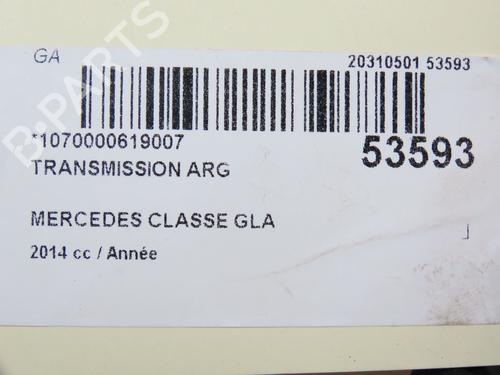 GA
20310501 53593
B-PARTS
*1070000619007
53593
TRANSMISSION ARG
MERCEDES CLASSE GLA
2014 cc / Année